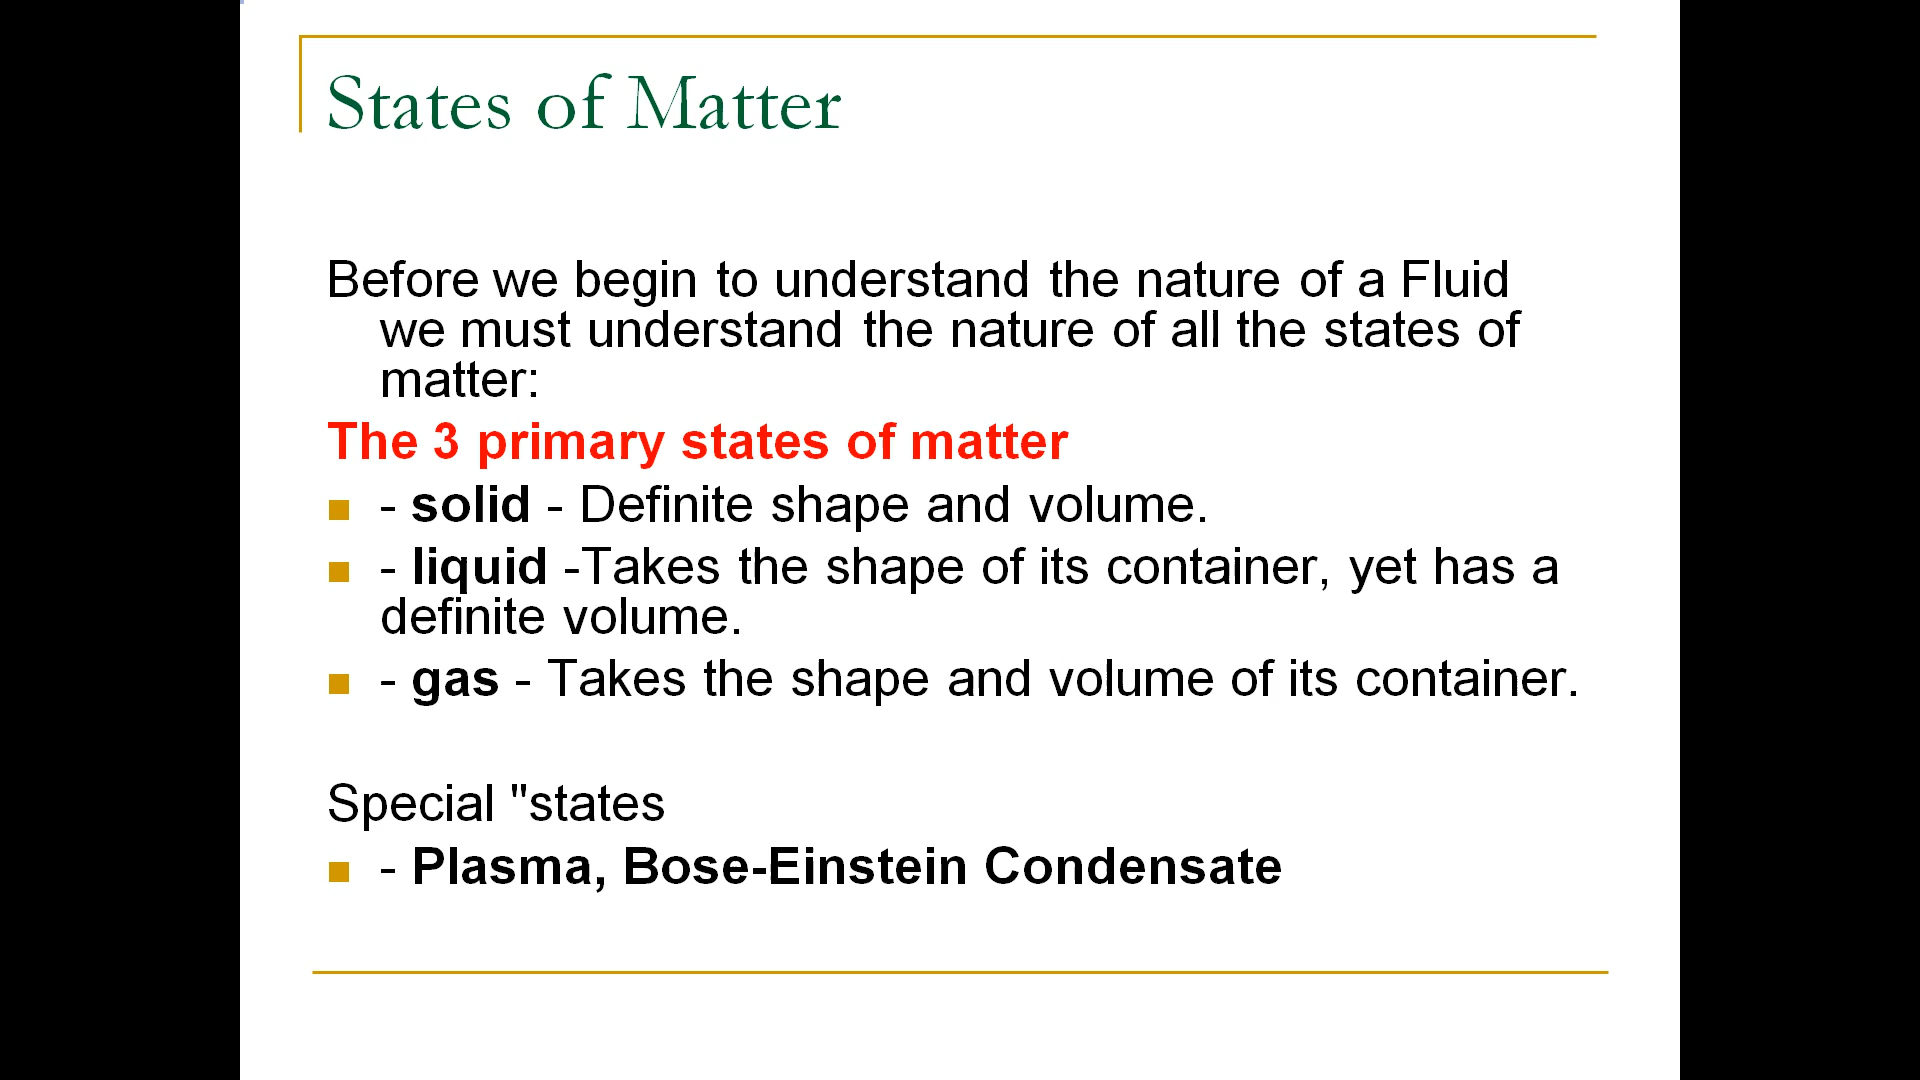 States of Matter
Before we begin to understand the nature of a Fluid
we must understand the nature of all the states of
matter:
The 3 primary states of matter
- solid - Definite shape and volume.
- liquid -Takes the shape of its container, yet has a
definite volume.
- gas - Takes the shape and volume of its container.
Special "states
- Plasma, Bose-Einstein Condensate